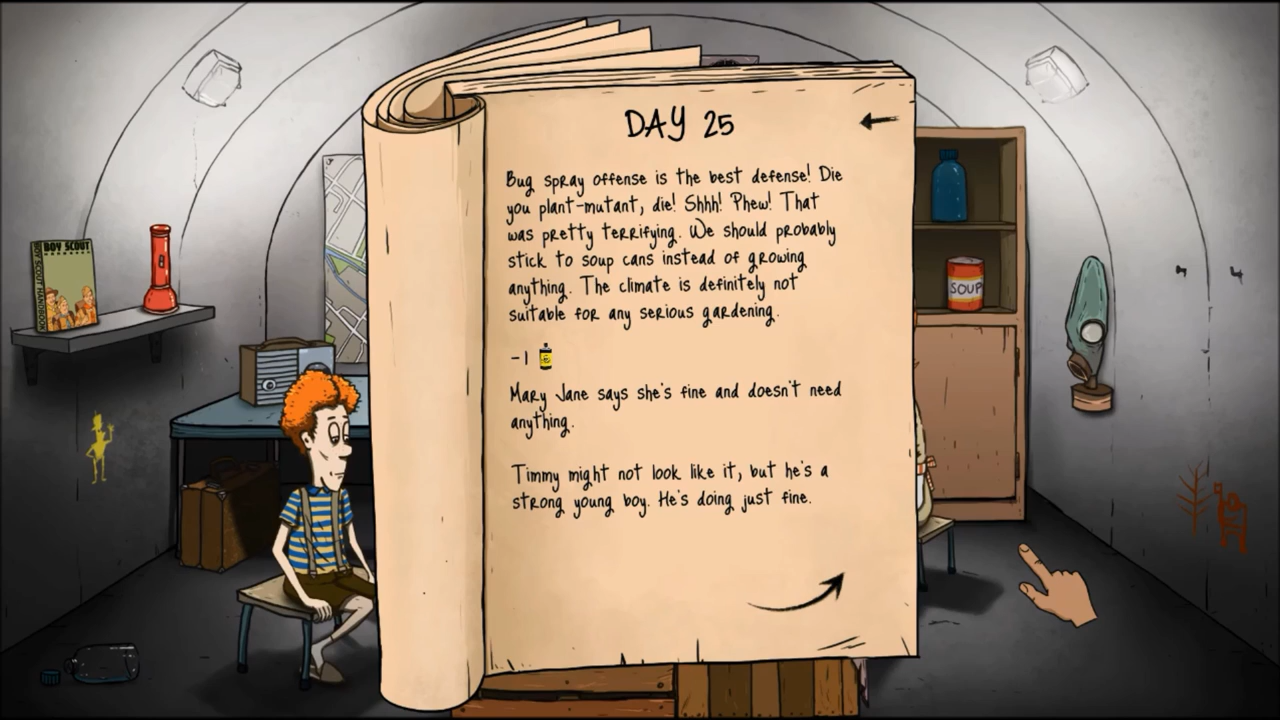 DAY 25
Bug spray offense is the best defense! Die
you plant-mutant, die! Shhh! Phew! That
was pretty terrifying. We should probably
stick to soup cans instead of growing
anything. The climate is definitely not
suitable for any serious gardening.
-1
Mary Jane says she's fine and doesn't need
anything.
Timmy might not look like it, but he's a
strong young boy. He's doing just fine.
BOY SCOUT
BOY SCOUT HANDBOOK
SOUP